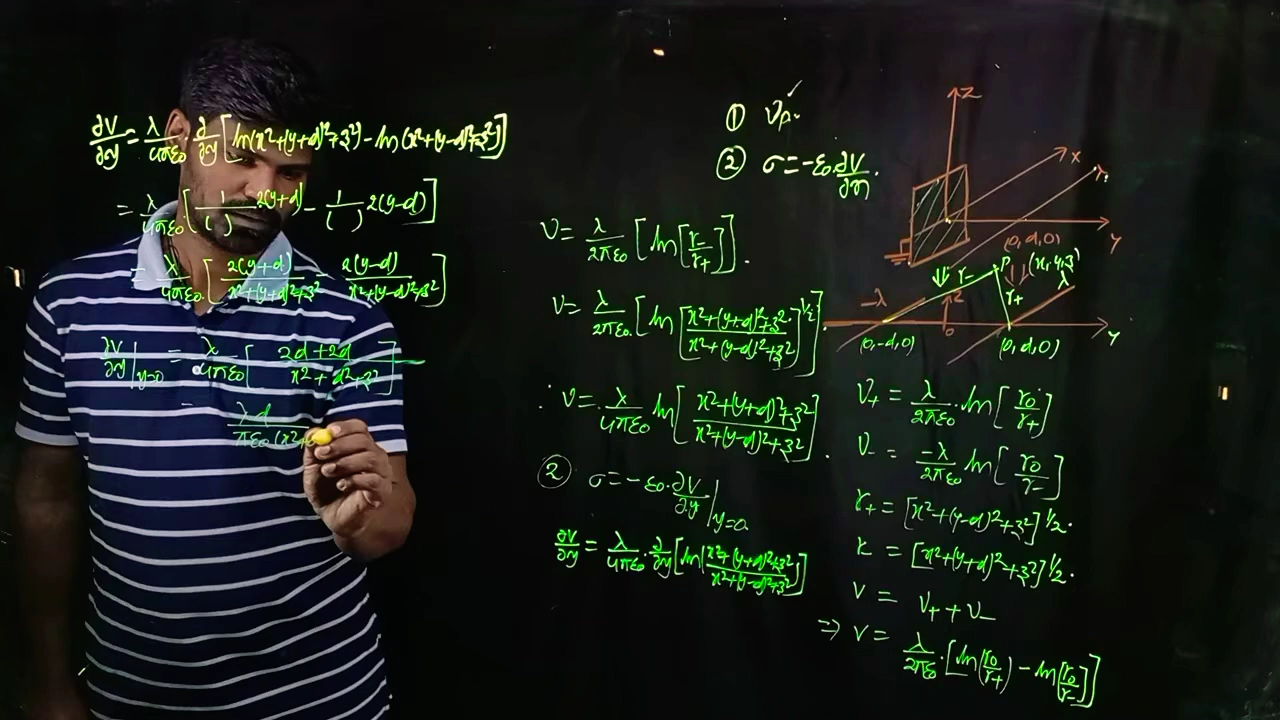 ∂V/∂y = λ/4πε₀ · ∂/∂y [ln(x²+(y+d)²+z²) − ln(x²+(y−d)²+z²)]
= λ/4πε₀ · [1/( ) 2(y+d) − 1/( ) 2(y−d)]
= λ/4πε₀ · [2(y+d)/(x²+(y+d)²+z²) − 2(y−d)/(x²+(y−d)²+z²)]
∂V/∂y |y=0 = λ/4πε₀ [2d+2d / x²+d²+z²]
= λd/πε₀(x²+
① Vp.
② σ = −ε₀ ∂V/∂n.
V = λ/2πε₀ [ln[r−/r+]].
V = λ/2πε₀ · [ln [x²+(y+d)²+z² / x²+(y−d)²+z²]^1/2]
∴ V = λ/4πε₀ ln [x²+(y+d)²+z² / x²+(y−d)²+z²].
② σ = −ε₀ · ∂V/∂y |y=0
∂V/∂y = λ/4πε₀ · ∂/∂y [ln(x²+(y+d)²+z² / x²+(y−d)²+z²)]
Z
x
y
(0, d, 0)
P
(x, y, z)
r−
r+
−λ
λ
Z
0
y
(0, −d, 0)
(0, d, 0)
V+ = λ/2πε₀ · ln [r₀/r+]
V− = −λ/2πε₀ ln [r₀/r−]
r+ = [x²+(y−d)²+z²]^1/2.
= [x²+(y+d)²+z²]^1/2.
V = V+ + V−
⇒ V = λ/2πε₀ · [ln(r₀/r+) − ln[r₀/r−]]